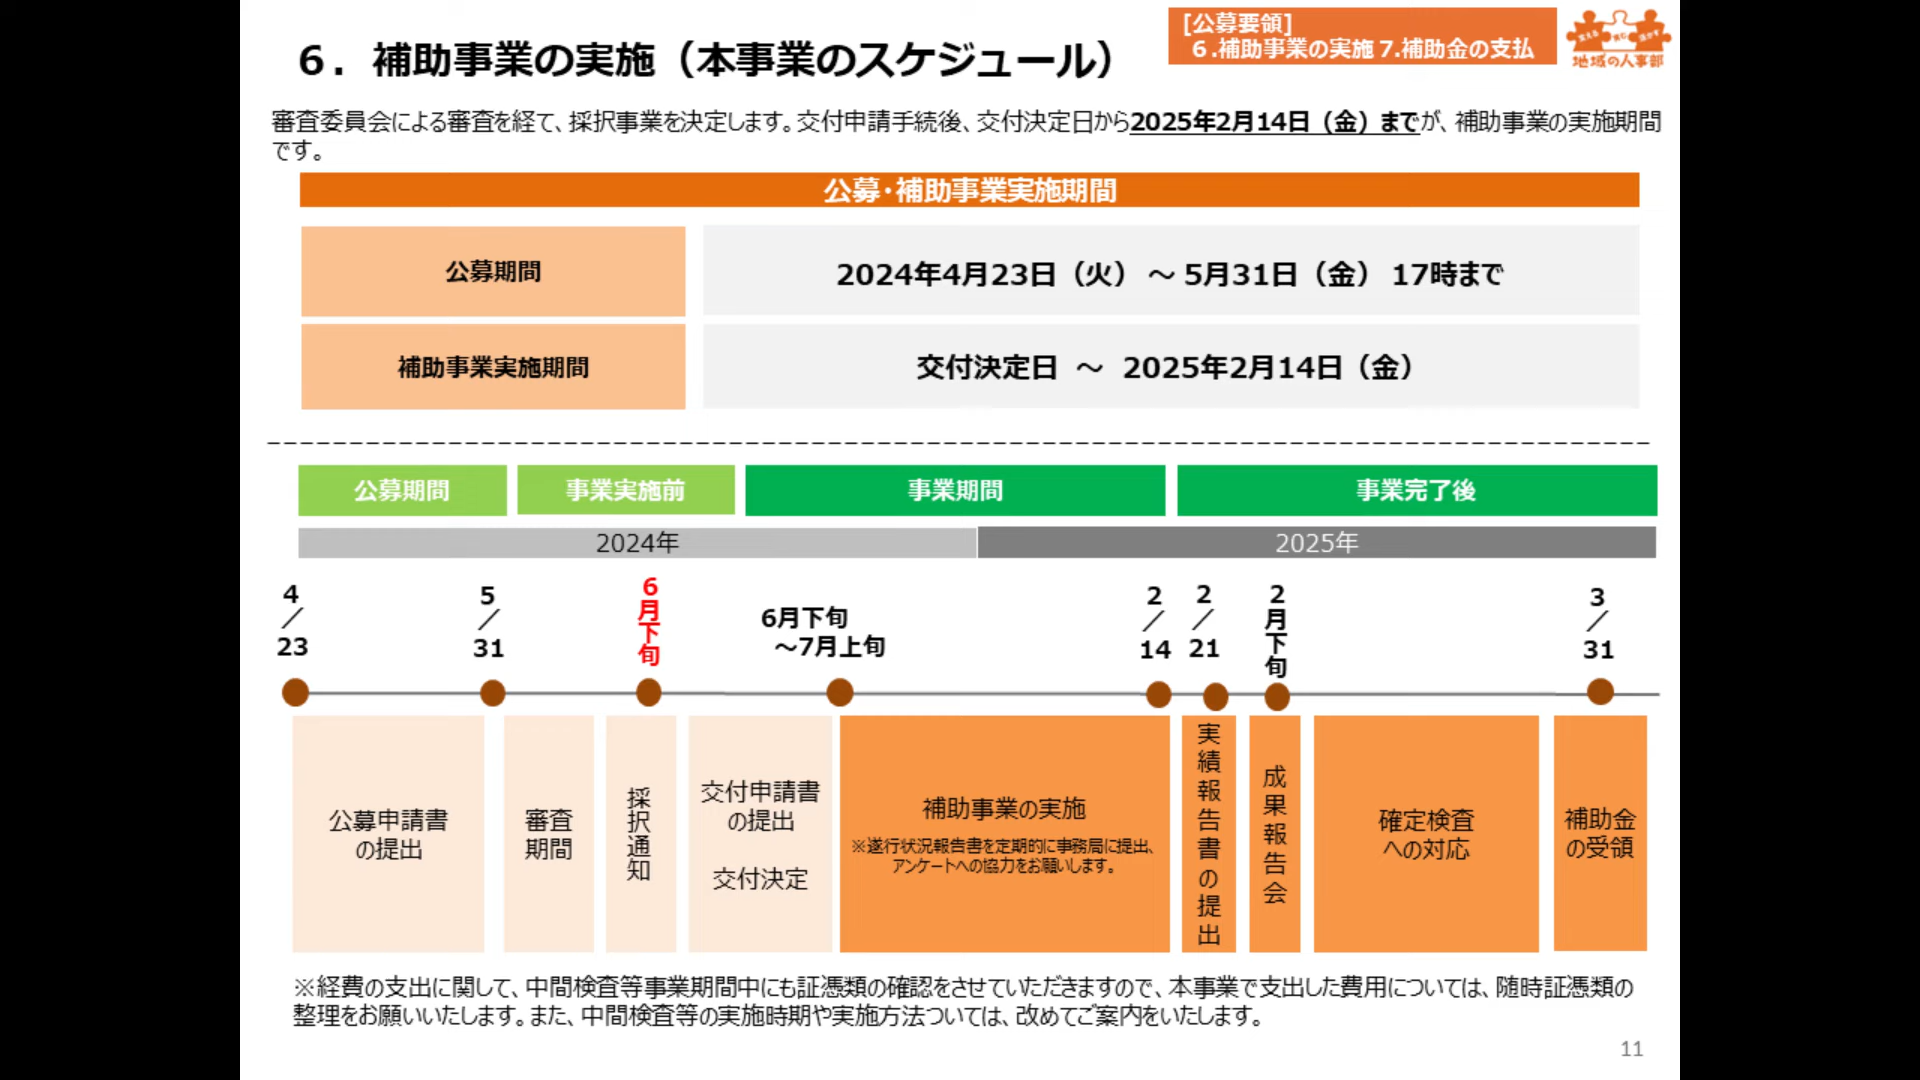 6．補助事業の実施（本事業のスケジュール）
[公募要領]
6.補助事業の実施 7.補助金の支払
支える 育む 活かす
地域の人事部
審査委員会による審査を経て、採択事業を決定します。交付申請手続後、交付決定日から2025年2月14日（金）までが、補助事業の実施期間
です。
公募・補助事業実施期間
公募期間
2024年4月23日（火）～5月31日（金）17時まで
補助事業実施期間
交付決定日 ～ 2025年2月14日（金）
公募期間
事業実施前
事業期間
事業完了後
2024年
2025年
4／23
5／31
6月下旬
6月下旬
～7月上旬
2／14
2／21
2月下旬
3／31
公募申請書
の提出
審査
期間
採択通知
交付申請書
の提出
交付決定
補助事業の実施
※遂行状況報告書を定期的に事務局に提出、
アンケートへの協力をお願いします。
実績報告書の提出
成果報告会
確定検査
への対応
補助金
の受領
※経費の支出に関して、中間検査等事業期間中にも証憑類の確認をさせていただきますので、本事業で支出した費用については、随時証憑類の
整理をお願いいたします。また、中間検査等の実施時期や実施方法ついては、改めてご案内をいたします。
11